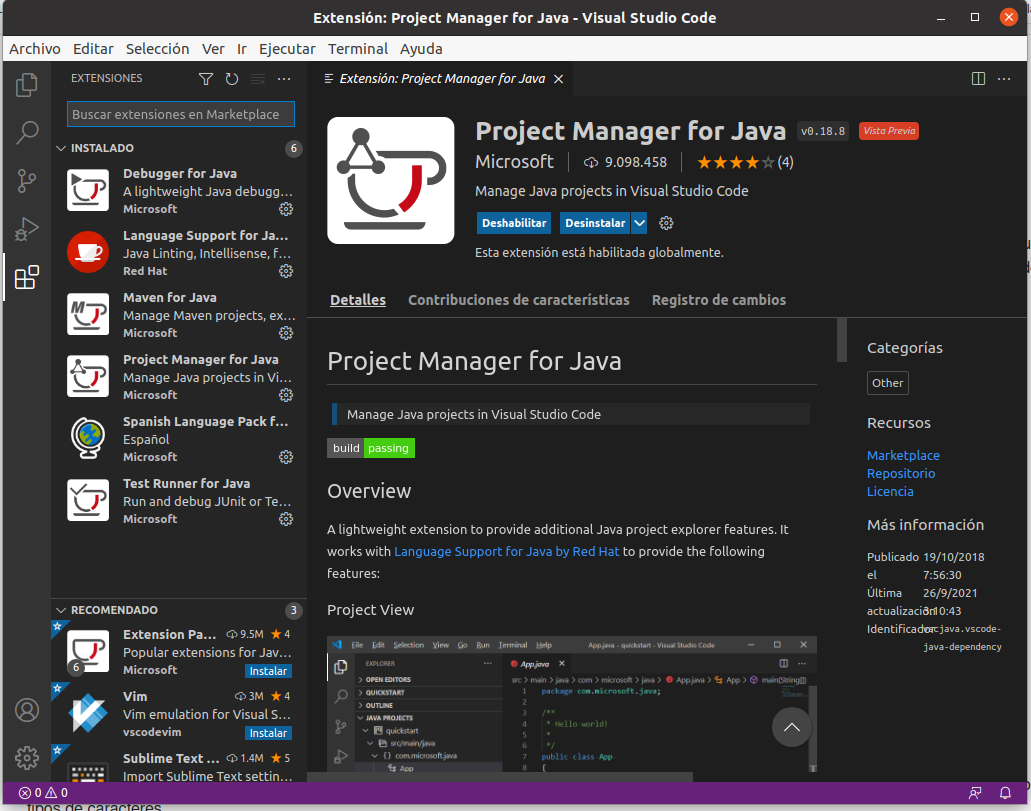 Extensión: Project Manager for Java - Visual Studio Code
Archivo Editar Selección Ver Ir Ejecutar Terminal Ayuda
EXTENSIONES
Extensión: Project Manager for Java
Buscar extensiones en Marketplace
INSTALADO 6
Debugger for Java
A lightweight Java debugg...
Microsoft
Language Support for Ja...
Java Linting, Intellisense, f...
Red Hat
Maven for Java
Manage Maven projects, ex...
Microsoft
Project Manager for Java
Manage Java projects in Vi...
Microsoft
Spanish Language Pack f...
Español
Microsoft
Test Runner for Java
Run and debug JUnit or Te...
Microsoft
RECOMENDADO 3
Extension Pa... 9.5M 4
Popular extensions for Jav...
6 Microsoft Instalar
Vim 3M 4
Vim emulation for Visual S...
vscodevim Instalar
Sublime Text ... 1.4M 5
Import Sublime Text settin...
Project Manager for Java v0.18.8 Vista Previa
Microsoft 9.098.458 (4)
Manage Java projects in Visual Studio Code
Deshabilitar Desinstalar
Esta extensión está habilitada globalmente.
Detalles Contribuciones de características Registro de cambios
Project Manager for Java
Manage Java projects in Visual Studio Code
build passing
Overview
A lightweight extension to provide additional Java project explorer features. It
works with Language Support for Java by Red Hat to provide the following
features:
Project View
File Edit Selection View Go Run Terminal Help App.java - quickstart - Visual Studio Code
EXPLORER
OPEN EDITORS
QUICKSTART
OUTLINE
JAVA PROJECTS
quickstart
src/main/java
com.microsoft.java
App
App.java
src > main > java > com > microsoft > java > App.java > App > main(String[])
1 package com.microsoft.java;
2
3 /**
4 * Hello world!
5 *
6 */
7 public class App
8 {
Categorías
Other
Recursos
Marketplace
Repositorio
Licencia
Más información
Publicado el 19/10/2018 7:56:30
Última actualización 26/9/2021 3:10:43
Identificador vscjava.vscode-java-dependency
0 0
tipos de caracteres